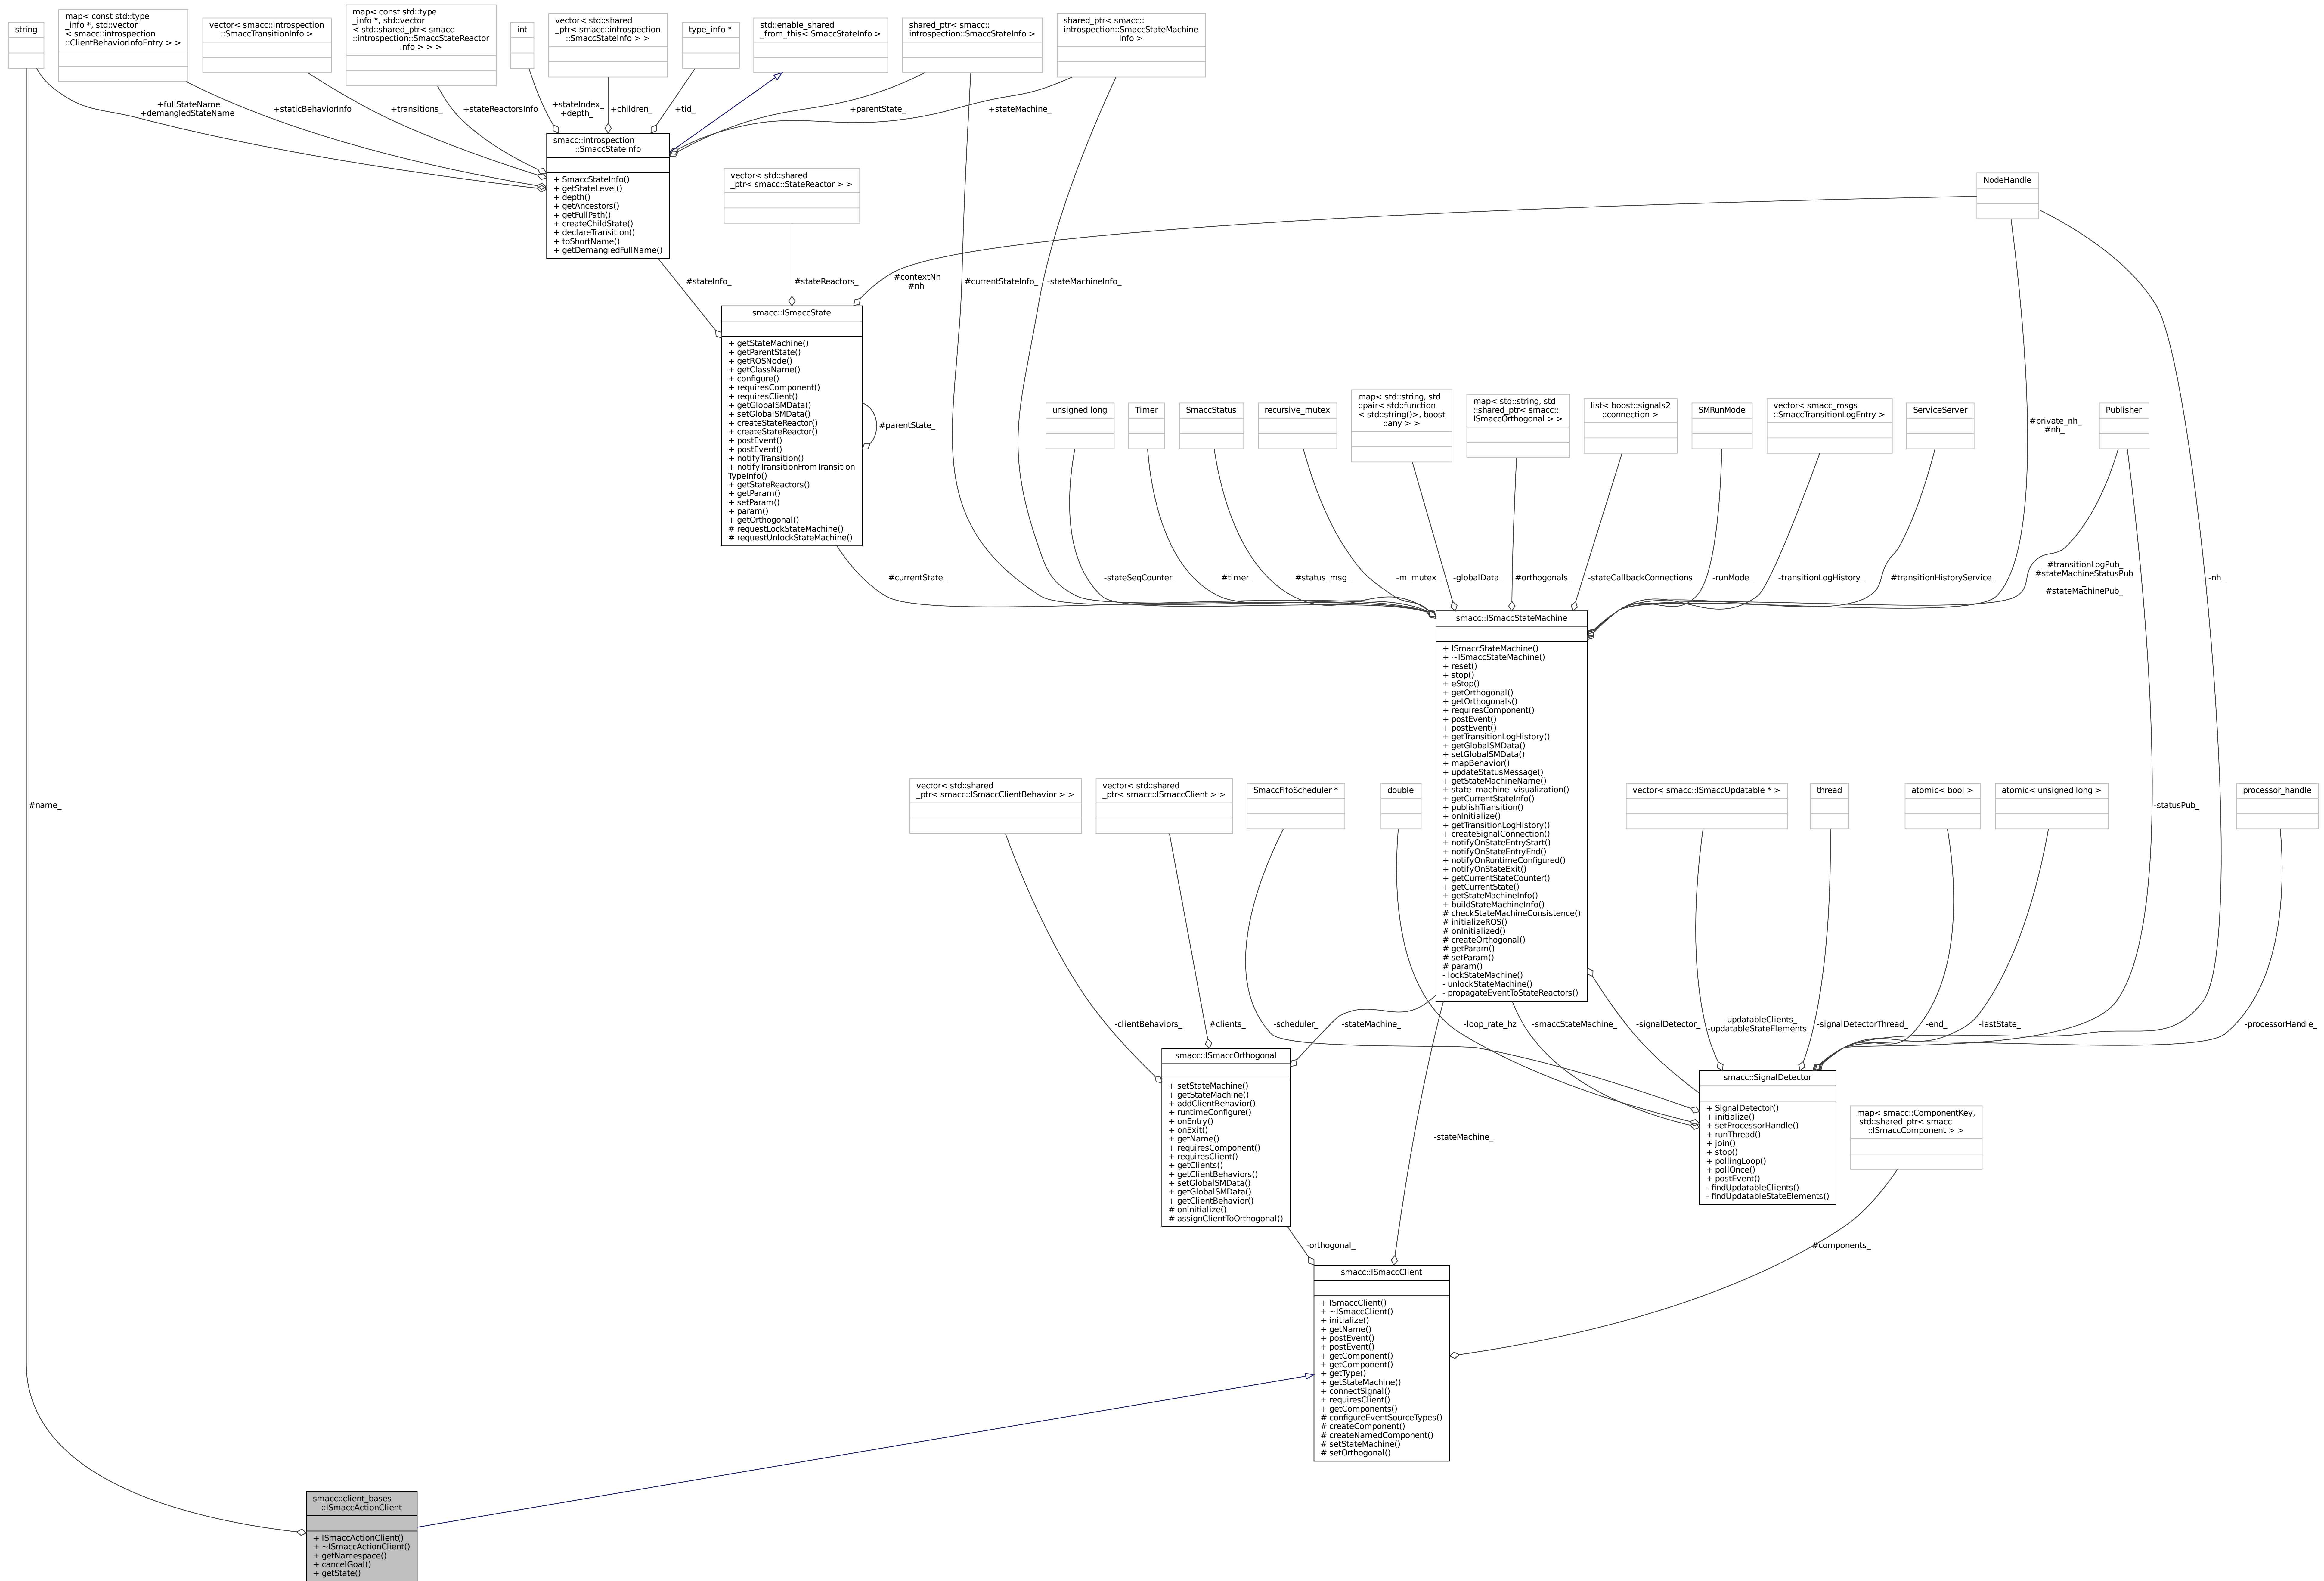 string
map< const std::type
_info *, std::vector
< smacc::introspection
::ClientBehaviorInfoEntry > >
vector< smacc::introspection
::SmaccTransitionInfo >
map< const std::type
_info *, std::vector
< std::shared_ptr< smacc
::introspection::SmaccStateReactor
Info > > >
int
vector< std::shared
_ptr< smacc::introspection
::SmaccStateInfo > >
type_info *
std::enable_shared
_from_this< SmaccStateInfo >
shared_ptr< smacc::
introspection::SmaccStateInfo >
shared_ptr< smacc::
introspection::SmaccStateMachine
Info >
+fullStateName
+demangledStateName
+staticBehaviorInfo
+transitions_
+stateReactorsInfo
+stateIndex_
+depth_
+children_
+tid_
+parentState_
+stateMachine_
smacc::introspection
::SmaccStateInfo
+ SmaccStateInfo()
+ getStateLevel()
+ depth()
+ getAncestors()
+ getFullPath()
+ createChildState()
+ declareTransition()
+ toShortName()
+ getDemangledFullName()
vector< std::shared
_ptr< smacc::StateReactor > >
NodeHandle
#stateInfo_
#stateReactors_
#contextNh
#nh
#currentStateInfo_
-stateMachineInfo_
smacc::ISmaccState
+ getStateMachine()
+ getParentState()
+ getROSNode()
+ getClassName()
+ configure()
+ requiresComponent()
+ requiresClient()
+ getGlobalSMData()
+ setGlobalSMData()
+ createStateReactor()
+ createStateReactor()
+ postEvent()
+ postEvent()
+ notifyTransition()
+ notifyTransitionFromTransition
TypeInfo()
+ getStateReactors()
+ getParam()
+ setParam()
+ param()
+ getOrthogonal()
# requestLockStateMachine()
# requestUnlockStateMachine()
#parentState_
unsigned long
Timer
SmaccStatus
recursive_mutex
map< std::string, std
::pair< std::function
< std::string()>, boost
::any > >
map< std::string, std
::shared_ptr< smacc::
ISmaccOrthogonal > >
list< boost::signals2
::connection >
SMRunMode
vector< smacc_msgs
::SmaccTransitionLogEntry >
ServiceServer
#private_nh_
#nh_
Publisher
#currentState_
-stateSeqCounter_
#timer_
#status_msg_
-m_mutex_
-globalData_
#orthogonals_
-stateCallbackConnections
-runMode_
-transitionLogHistory_
#transitionHistoryService_
#transitionLogPub_
#stateMachineStatusPub
_
#stateMachinePub_
-nh_
smacc::ISmaccStateMachine
+ ISmaccStateMachine()
+ ~ISmaccStateMachine()
+ reset()
+ stop()
+ eStop()
+ getOrthogonal()
+ getOrthogonals()
+ requiresComponent()
+ postEvent()
+ postEvent()
+ getTransitionLogHistory()
+ getGlobalSMData()
+ setGlobalSMData()
+ mapBehavior()
+ updateStatusMessage()
+ getStateMachineName()
+ state_machine_visualization()
+ getCurrentStateInfo()
+ publishTransition()
+ onInitialize()
+ getTransitionLogHistory()
+ createSignalConnection()
+ notifyOnStateEntryStart()
+ notifyOnStateEntryEnd()
+ notifyOnRuntimeConfigured()
+ notifyOnStateExit()
+ getCurrentStateCounter()
+ getCurrentState()
+ getStateMachineInfo()
+ buildStateMachineInfo()
# checkStateMachineConsistence()
# initializeROS()
# onInitialized()
# createOrthogonal()
# getParam()
# setParam()
# param()
- lockStateMachine()
- unlockStateMachine()
- propagateEventToStateReactors()
#name_
vector< std::shared
_ptr< smacc::ISmaccClientBehavior > >
vector< std::shared
_ptr< smacc::ISmaccClient > >
SmaccFifoScheduler *
double
vector< smacc::ISmaccUpdatable * >
thread
atomic< bool >
atomic< unsigned long >
-statusPub_
processor_handle
-clientBehaviors_
#clients_
-scheduler_
-stateMachine_
-loop_rate_hz
-smaccStateMachine_
-signalDetector_
-updatableClients_
-updatableStateElements_
-signalDetectorThread_
-end_
-lastState_
-processorHandle_
smacc::ISmaccOrthogonal
+ setStateMachine()
+ getStateMachine()
+ addClientBehavior()
+ runtimeConfigure()
+ onEntry()
+ onExit()
+ getName()
+ requiresComponent()
+ requiresClient()
+ getClients()
+ getClientBehaviors()
+ setGlobalSMData()
+ getGlobalSMData()
+ getClientBehavior()
# onInitialize()
# assignClientToOrthogonal()
smacc::SignalDetector
+ SignalDetector()
+ initialize()
+ setProcessorHandle()
+ runThread()
+ join()
+ stop()
+ pollingLoop()
+ pollOnce()
+ postEvent()
- findUpdatableClients()
- findUpdatableStateElements()
map< smacc::ComponentKey,
std::shared_ptr< smacc
::ISmaccComponent > >
-stateMachine_
-orthogonal_
#components_
smacc::ISmaccClient
+ ISmaccClient()
+ ~ISmaccClient()
+ initialize()
+ getName()
+ postEvent()
+ postEvent()
+ getComponent()
+ getComponent()
+ getType()
+ getStateMachine()
+ connectSignal()
+ requiresClient()
+ getComponents()
# configureEventSourceTypes()
# createComponent()
# createNamedComponent()
# setStateMachine()
# setOrthogonal()
smacc::client_bases
::ISmaccActionClient
+ ISmaccActionClient()
+ ~ISmaccActionClient()
+ getNamespace()
+ cancelGoal()
+ getState()